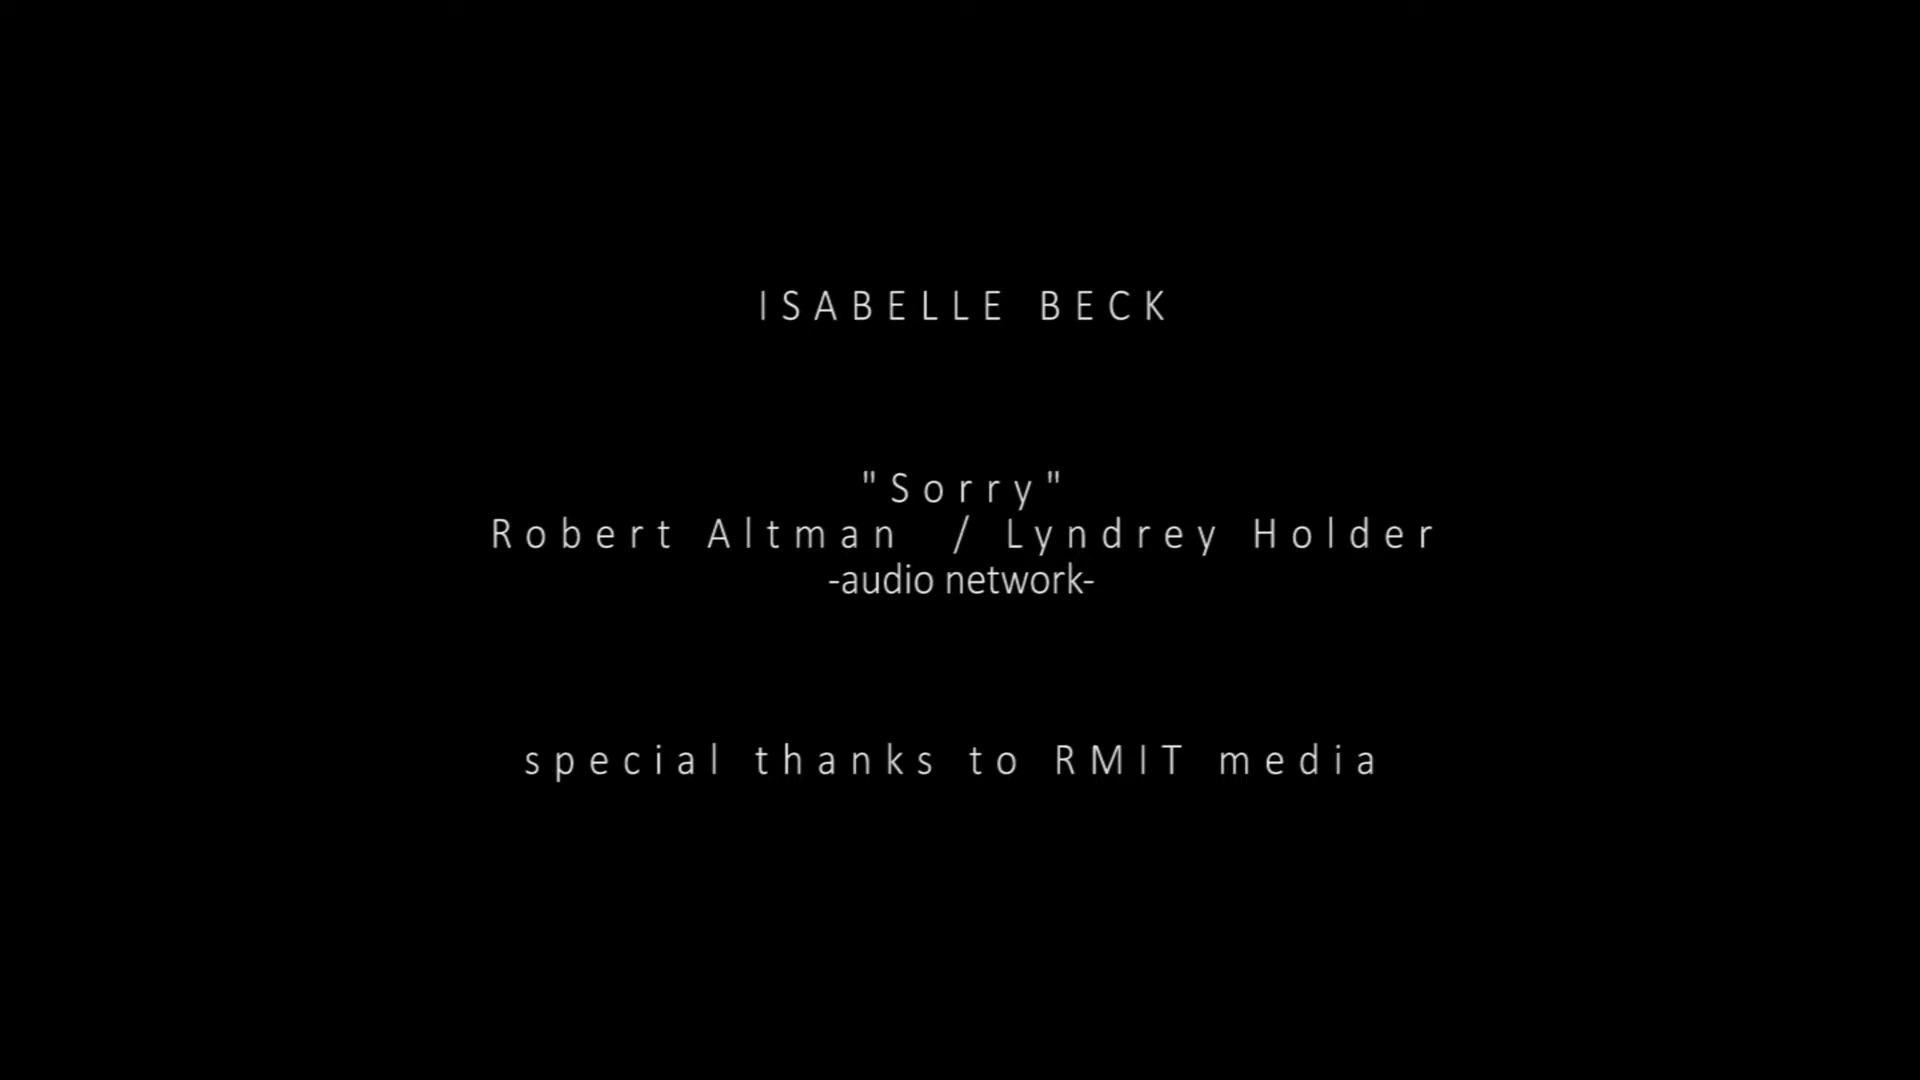 ISABELLE BECK
"Sorry"
Robert Altman / Lyndrey Holder
-audio network-
special thanks to RMIT media